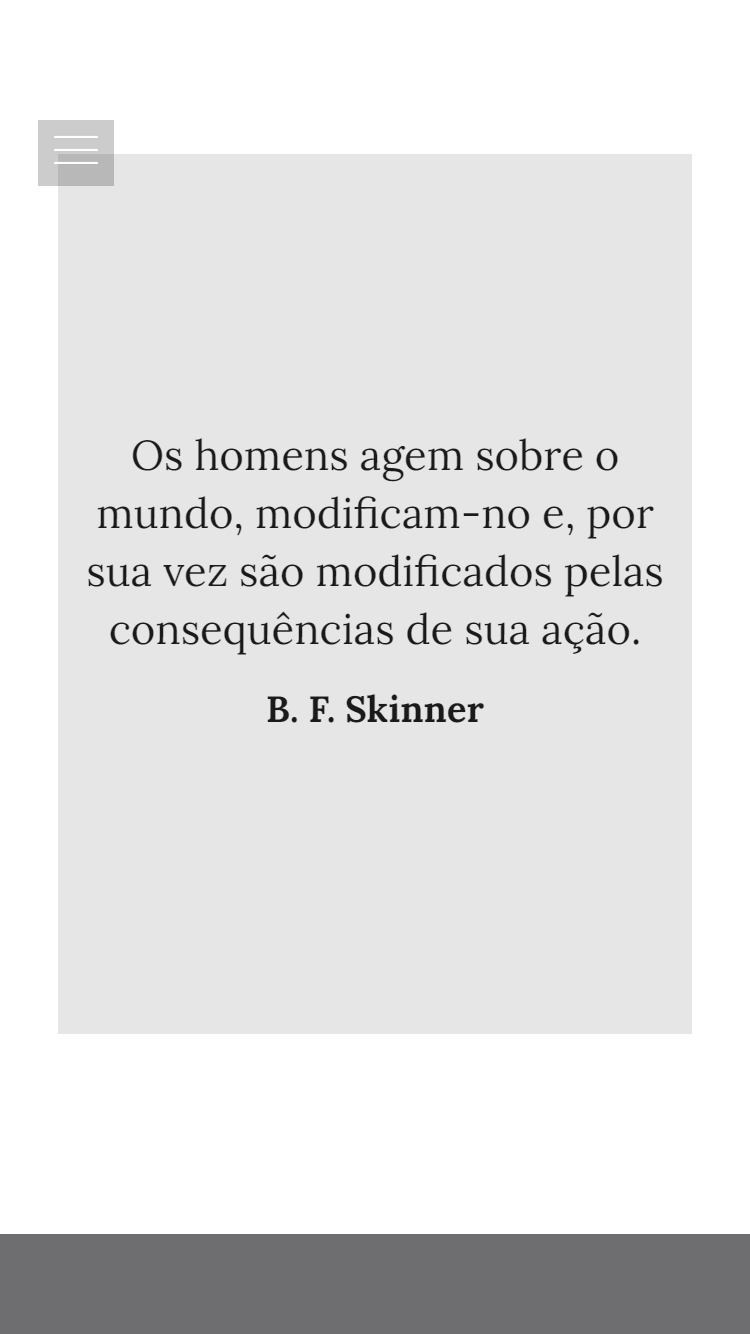 Os homens agem sobre o
mundo, modificam-no e, por
sua vez são modificados pelas
consequências de sua ação.
B. F. Skinner